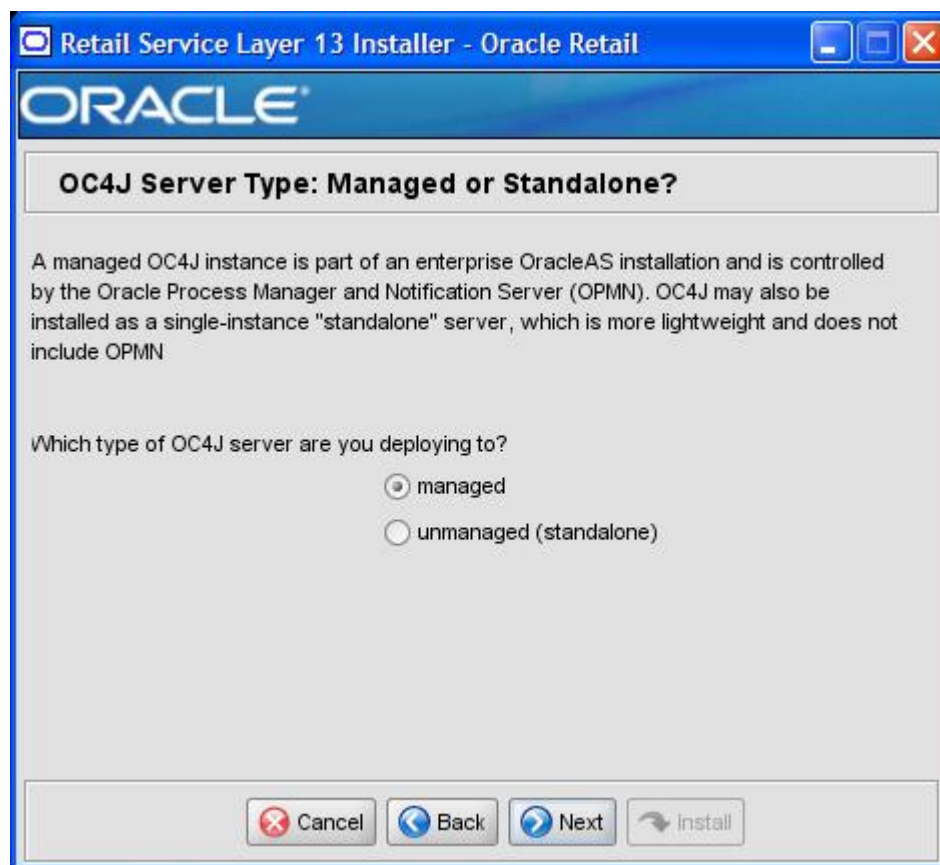 Retail Service Layer 13 Installer - Oracle Retail
ORACLE
OC4J Server Type: Managed or Standalone?
A managed OC4J instance is part of an enterprise OracleAS installation and is controlled
by the Oracle Process Manager and Notification Server (OPMN). OC4J may also be
installed as a single-instance "standalone" server, which is more lightweight and does not
include OPMN
Which type of OC4J server are you deploying to?
managed
unmanaged (standalone)
Cancel Back Next Install